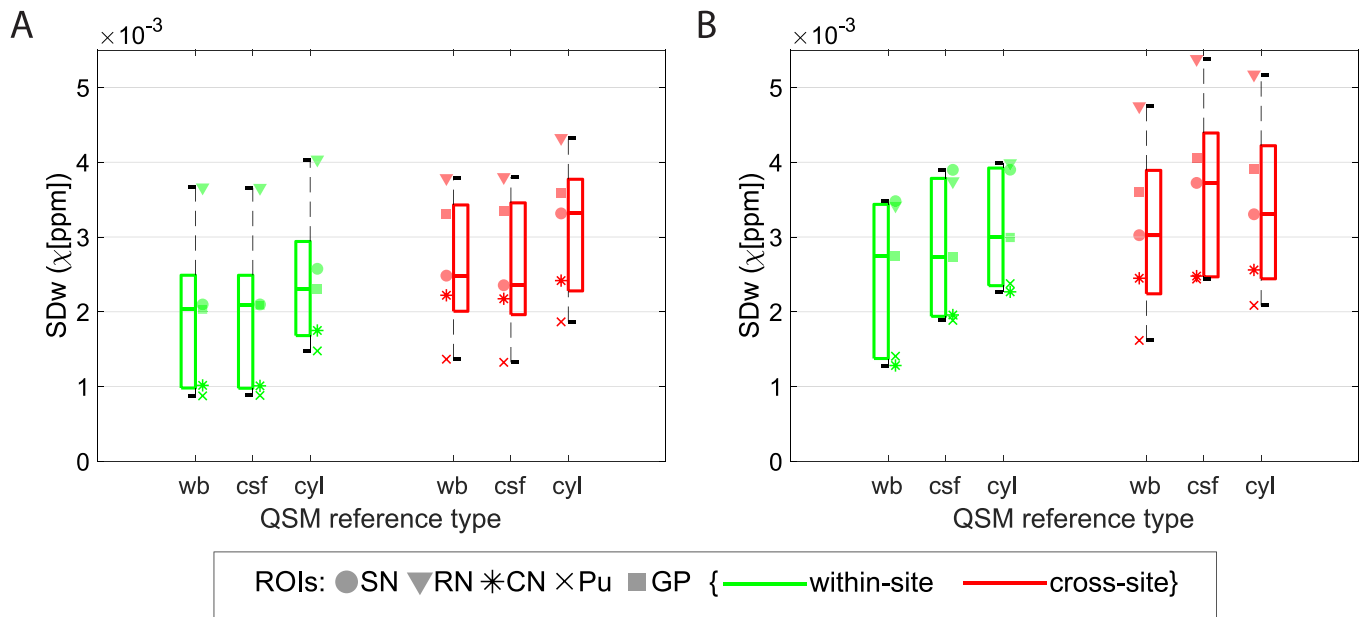 A
×10⁻³
5
4
3
2
1
0
SDw (χ[ppm])
wb csf cyl wb csf cyl
QSM reference type
B
×10⁻³
5
4
3
2
1
0
SDw (χ[ppm])
wb csf cyl wb csf cyl
QSM reference type
ROIs: SN RN CN Pu GP { within-site cross-site}